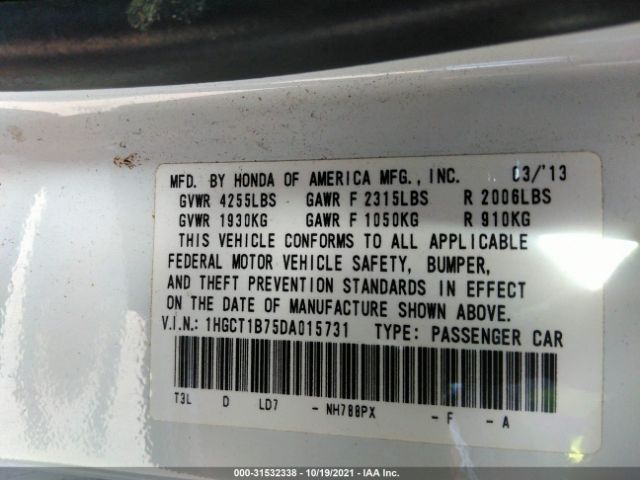 MFD. BY HONDA OF AMERICA MFG., INC. 03/'13
GVWR 4255LBS GAWR F 2315LBS R 2006LBS
GVWR 1930KG GAWR F 1050KG R 910KG
THIS VEHICLE CONFORMS TO ALL APPLICABLE
FEDERAL MOTOR VEHICLE SAFETY, BUMPER,
AND THEFT PREVENTION STANDARDS IN EFFECT
ON THE DATE OF MANUFACTURE SHOWN ABOVE.
V.I.N.: 1HGCT1B75DA015731 TYPE: PASSENGER CAR
T3L D LD7 - NH788PX - F - A
000-31532338 - 10/19/2021 - IAA Inc.